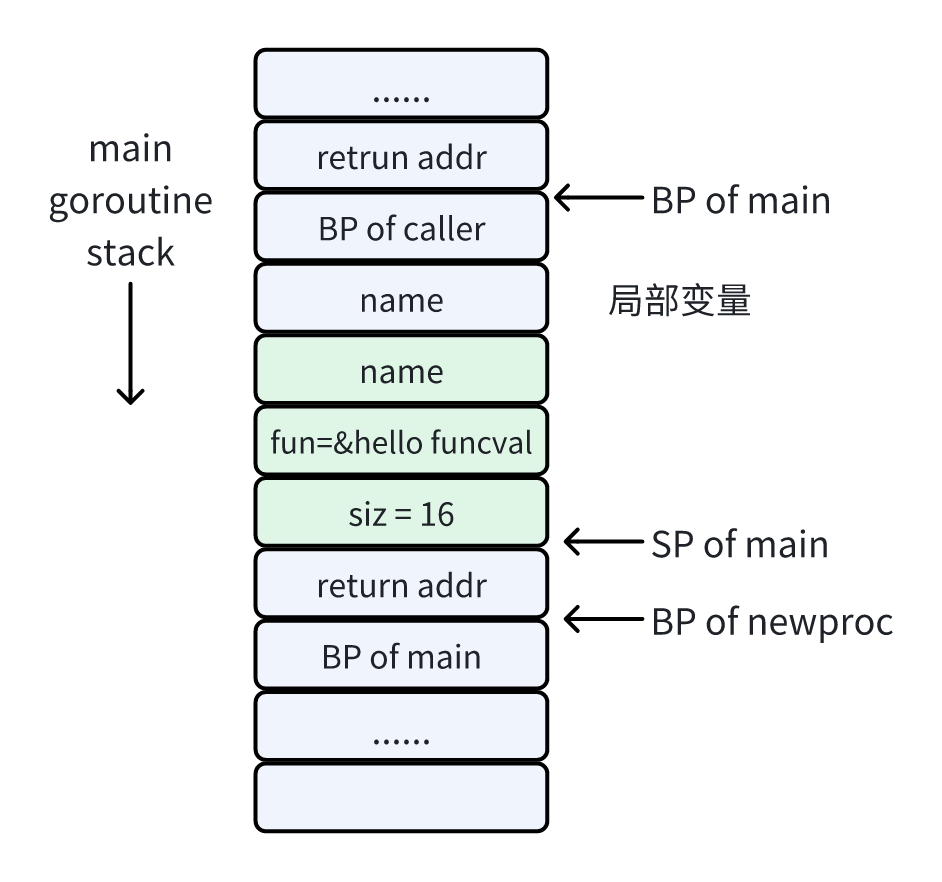 ......
main
goroutine
stack
retrun addr
BP of main
BP of caller
name
局部变量
name
fun=&hello funcval
siz = 16
SP of main
return addr
BP of newproc
BP of main
......